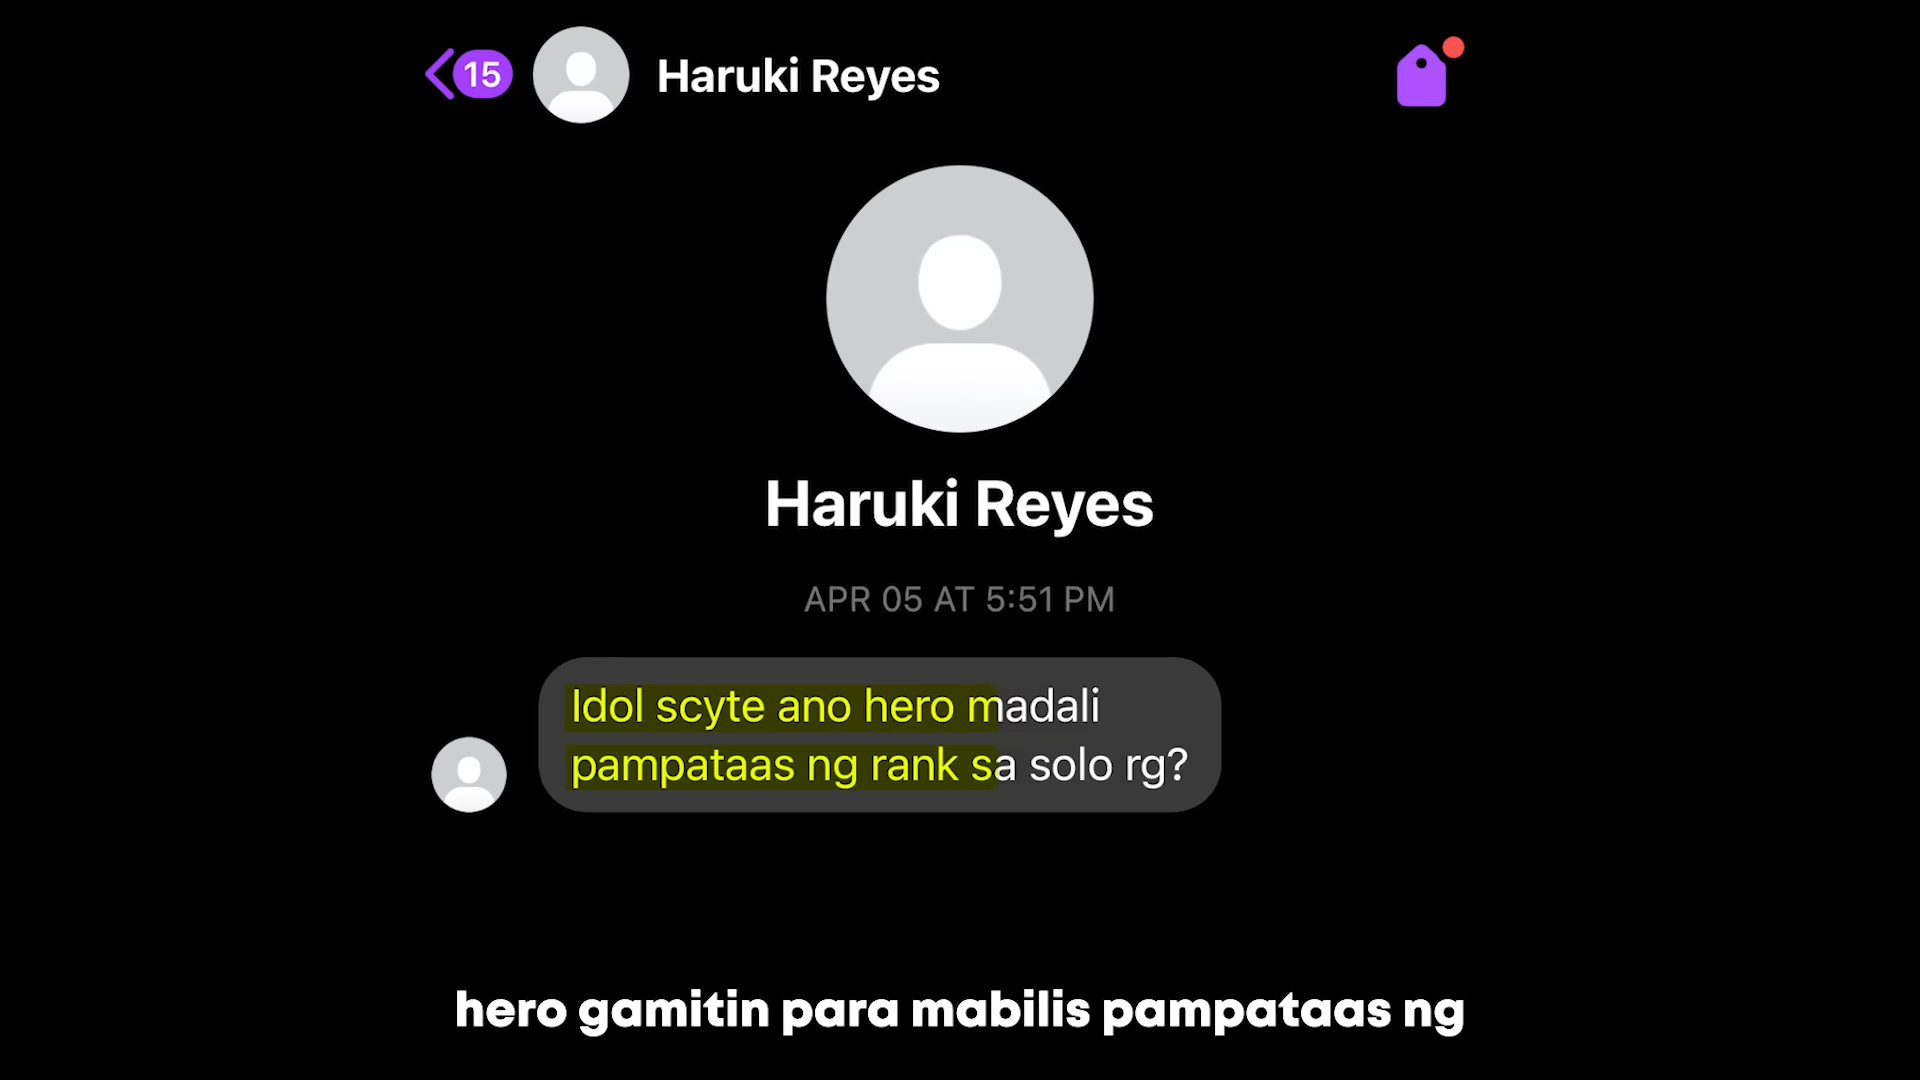 15
Haruki Reyes
Haruki Reyes
APR 05 AT 5:51 PM
Idol scyte ano hero madali
pampataas ng rank sa solo rg?
hero gamitin para mabilis pampataas ng